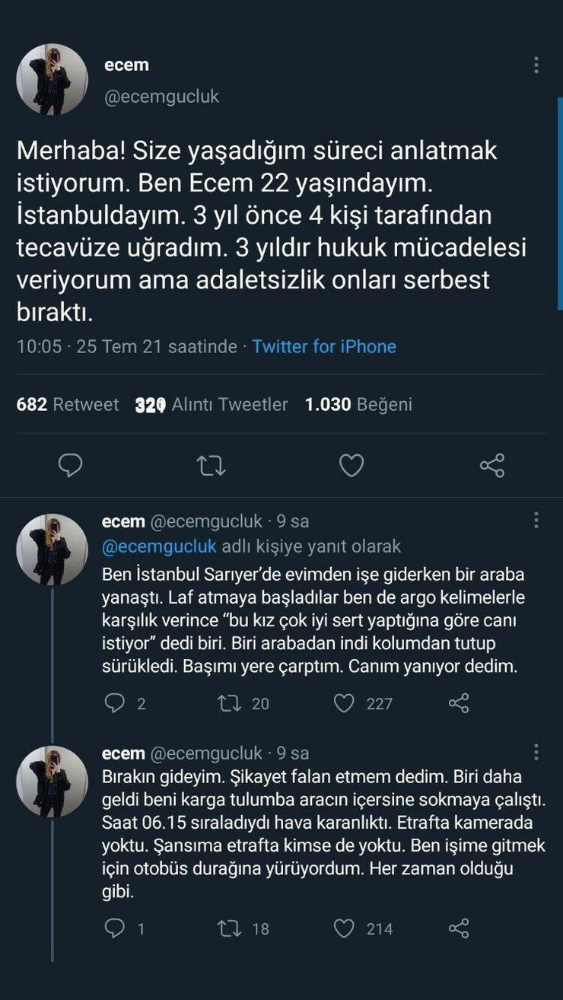 ecem
@ecemgucluk
Merhaba! Size yaşadığım süreci anlatmak
istiyorum. Ben Ecem 22 yaşındayım.
İstanbuldayım. 3 yıl önce 4 kişi tarafından
tecavüze uğradım. 3 yıldır hukuk mücadelesi
veriyorum ama adaletsizlik onları serbest
bıraktı.
10:05 · 25 Tem 21 saatinde · Twitter for iPhone
682 Retweet Alıntı Tweetler 1.030 Beğeni
ecem @ecemgucluk · 9 sa
@ecemgucluk adlı kişiye yanıt olarak
Ben İstanbul Sarıyer’de evimden işe giderken bir araba
yanaştı. Laf atmaya başladılar ben de argo kelimelerle
karşılık verince “bu kız çok iyi sert yaptığına göre canı
istiyor” dedi biri. Biri arabadan indi kolumdan tutup
sürükledi. Başımı yere çarptım. Canım yanıyor dedim.
2 20 227
ecem @ecemgucluk · 9 sa
Bırakın gideyim. Şikayet falan etmem dedim. Biri daha
geldi beni karga tulumba aracın içersine sokmaya çalıştı.
Saat 06.15 sıraladıydı hava karanlıktı. Etrafta kamerada
yoktu. Şansıma etrafta kimse de yoktu. Ben işime gitmek
için otobüs durağına yürüyordum. Her zaman olduğu
gibi.
1 18 214